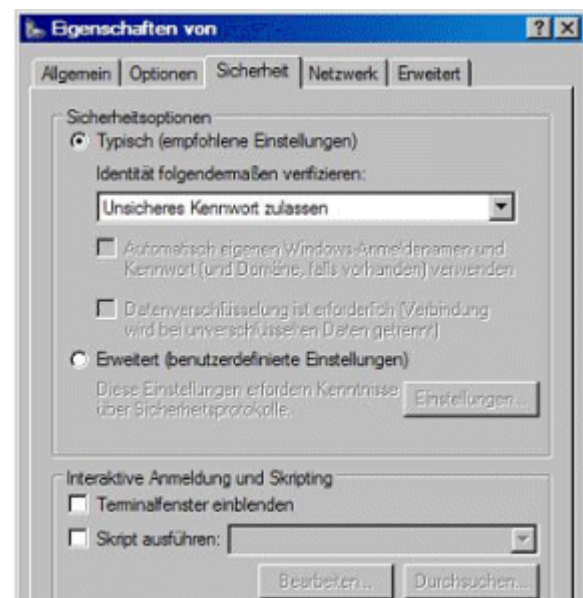 Eigenschaften von
Allgemein Optionen Sicherheit Netzwerk Erweitert
Sicherheitsoptionen
Typisch (empfohlene Einstellungen)
Identität folgendermaßen verifizieren:
Unsicheres Kennwort zulassen
Automatisch eigenen Windows-Anmeldenamen und
Kennwort (und Domäne, falls vorhanden) verwenden
Datenverschlüsselung ist erforderlich (Verbindung
wird bei unverschlüsselten Daten getrennt)
Erweitert (benutzerdefinierte Einstellungen)
Diese Einstellungen erfordern Kenntnisse
über Sicherheitsprotokolle.
Einstellungen...
Interaktive Anmeldung und Skripting
Terminalfenster einblenden
Skript ausführen:
Bearbeiten... Durchsuchen...